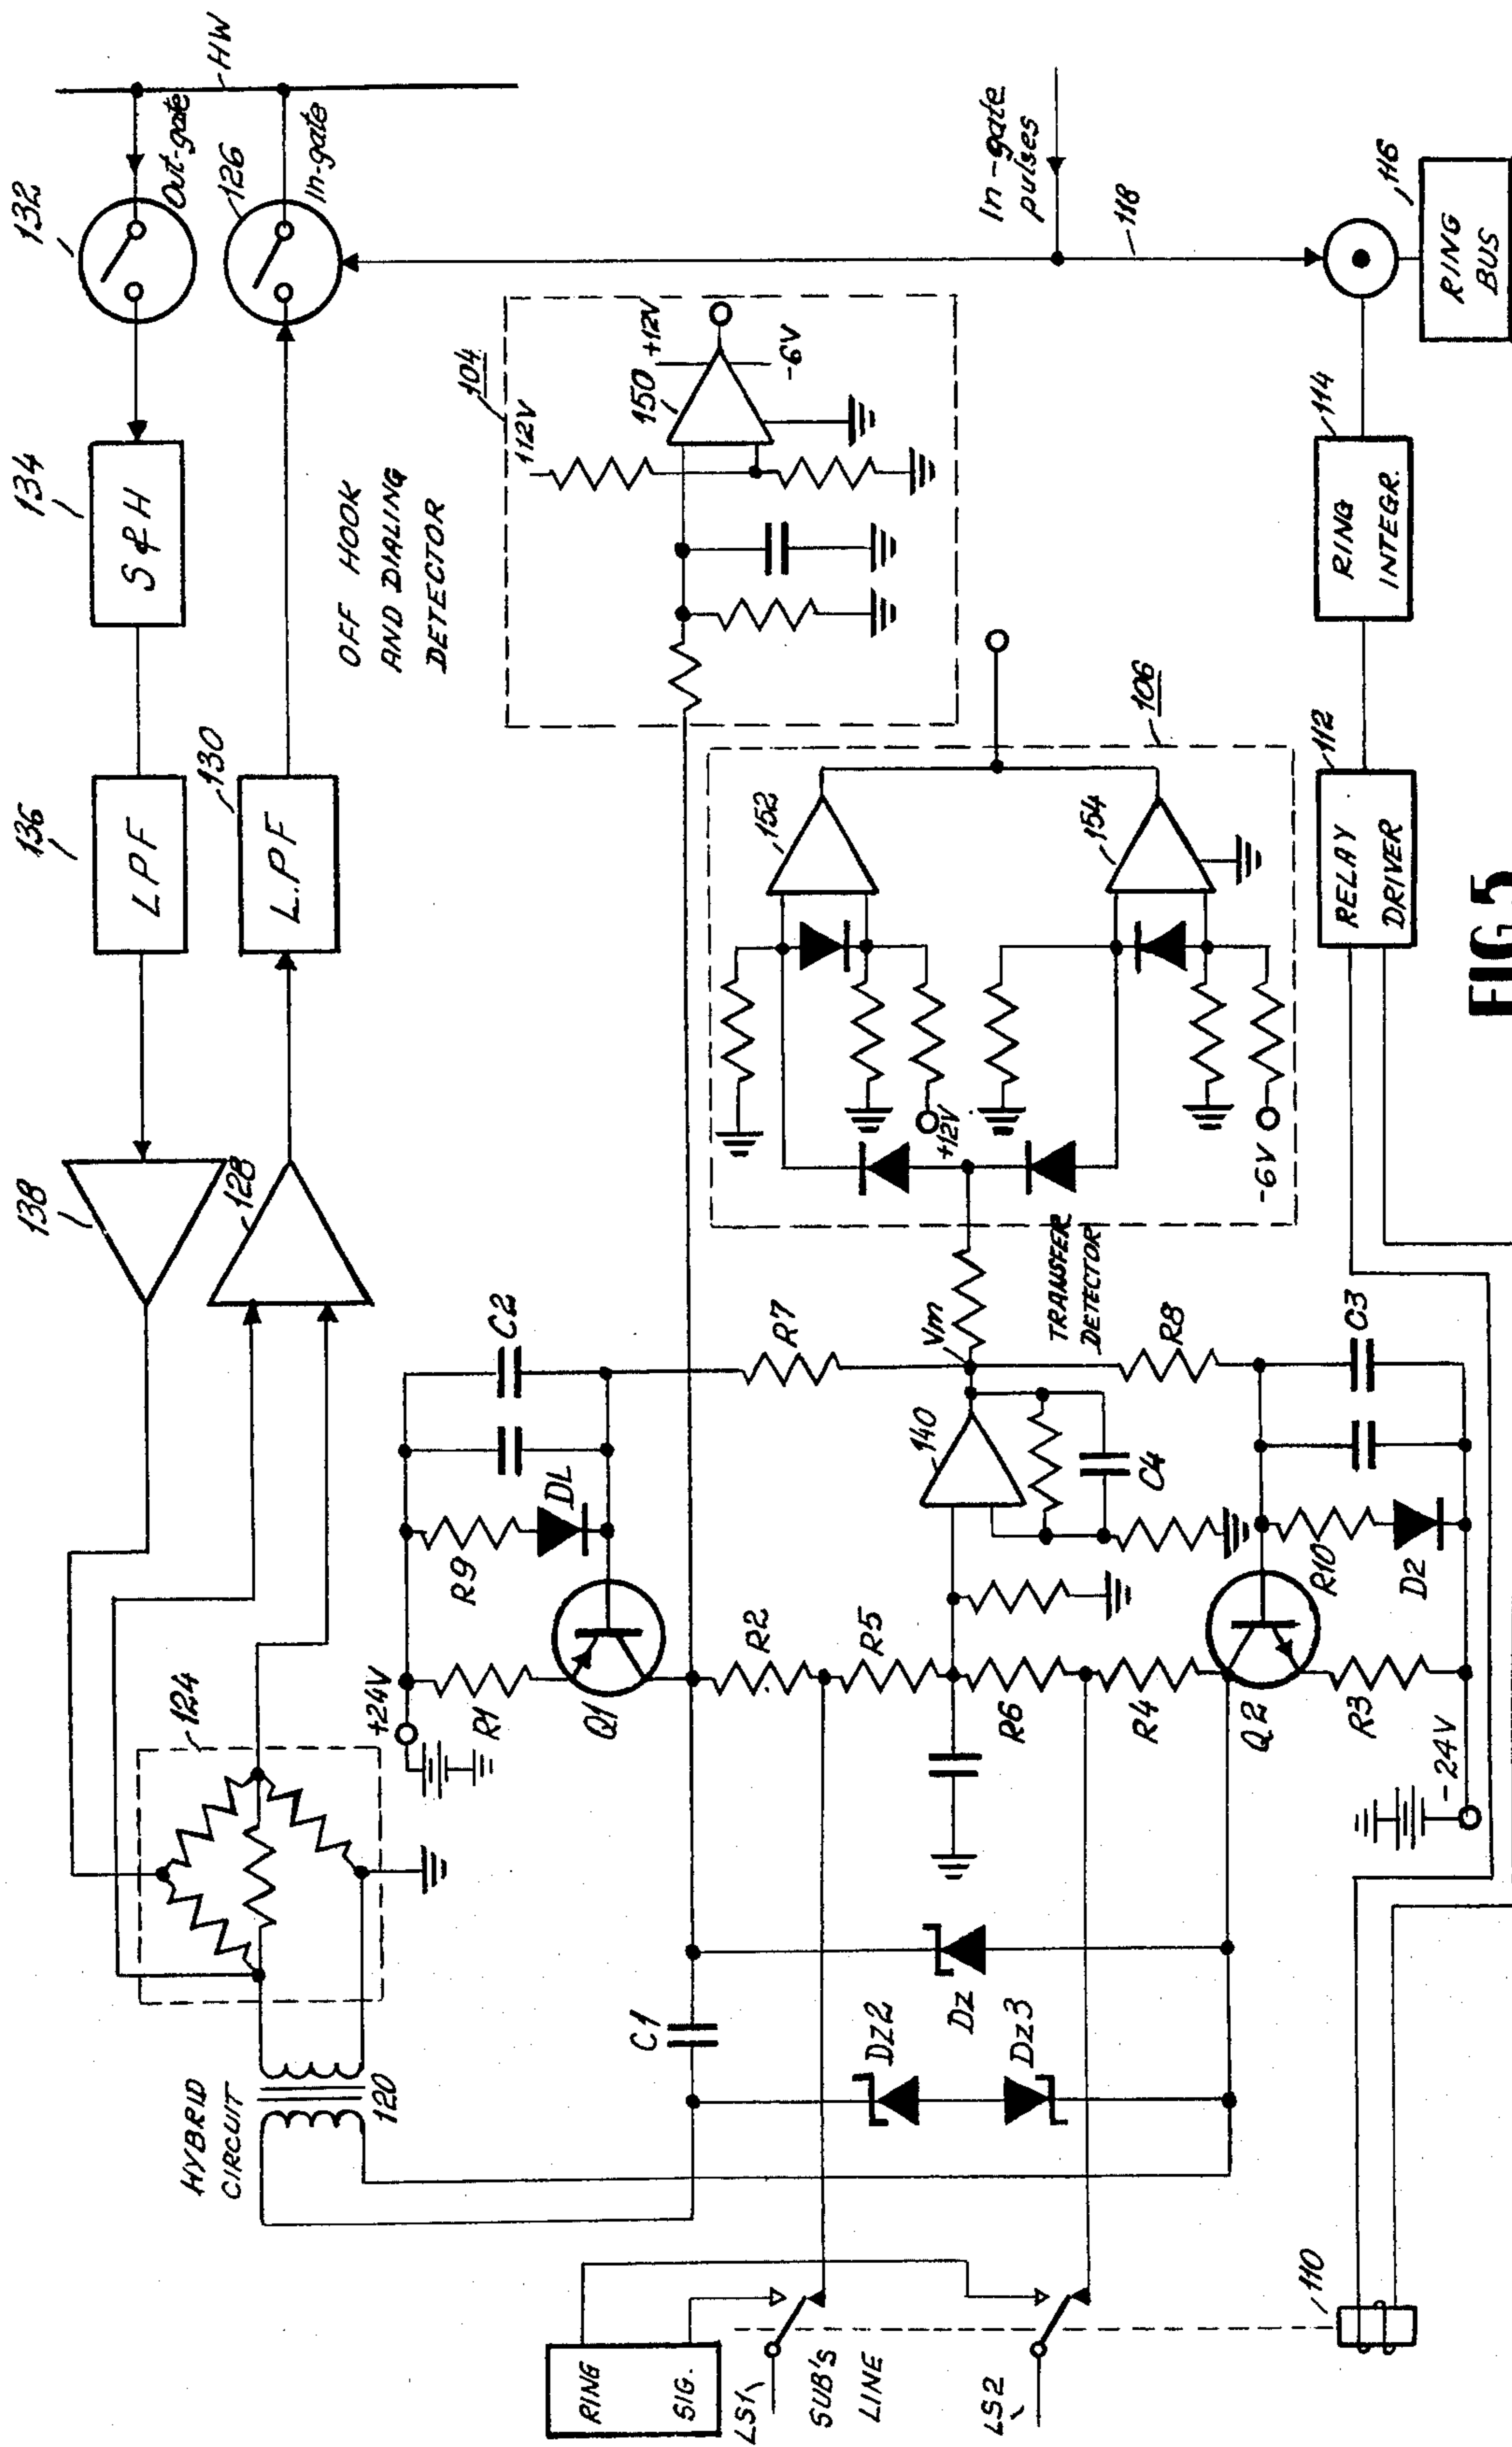 132
Out-gate
HW
126
In-gate
134
S&H
136
LPF
130
L.PF
138
128
OFF HOOK
AND DIALING
DETECTOR
104
112V
150
+12V
-6V
In-gate
pulses
118
116
RING
BUS
114
RING
INTEGR.
112
RELAY
DRIVER
106
152
154
+12V
-6V
TRANSFER
DETECTOR
Vm
124
HYBRID
CIRCUIT
120
+24V
R1
R9
DL
C2
Q1
R7
R2
R5
140
C4
R8
R6
R4
Q2
R3
R10
D2
C3
-24V
C1
Dz2
Dz
Dz3
RING
SIG.
LS1
SUB'S
LINE
LS2
110
FIG 5